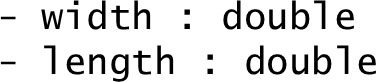 - width : double
- length : double